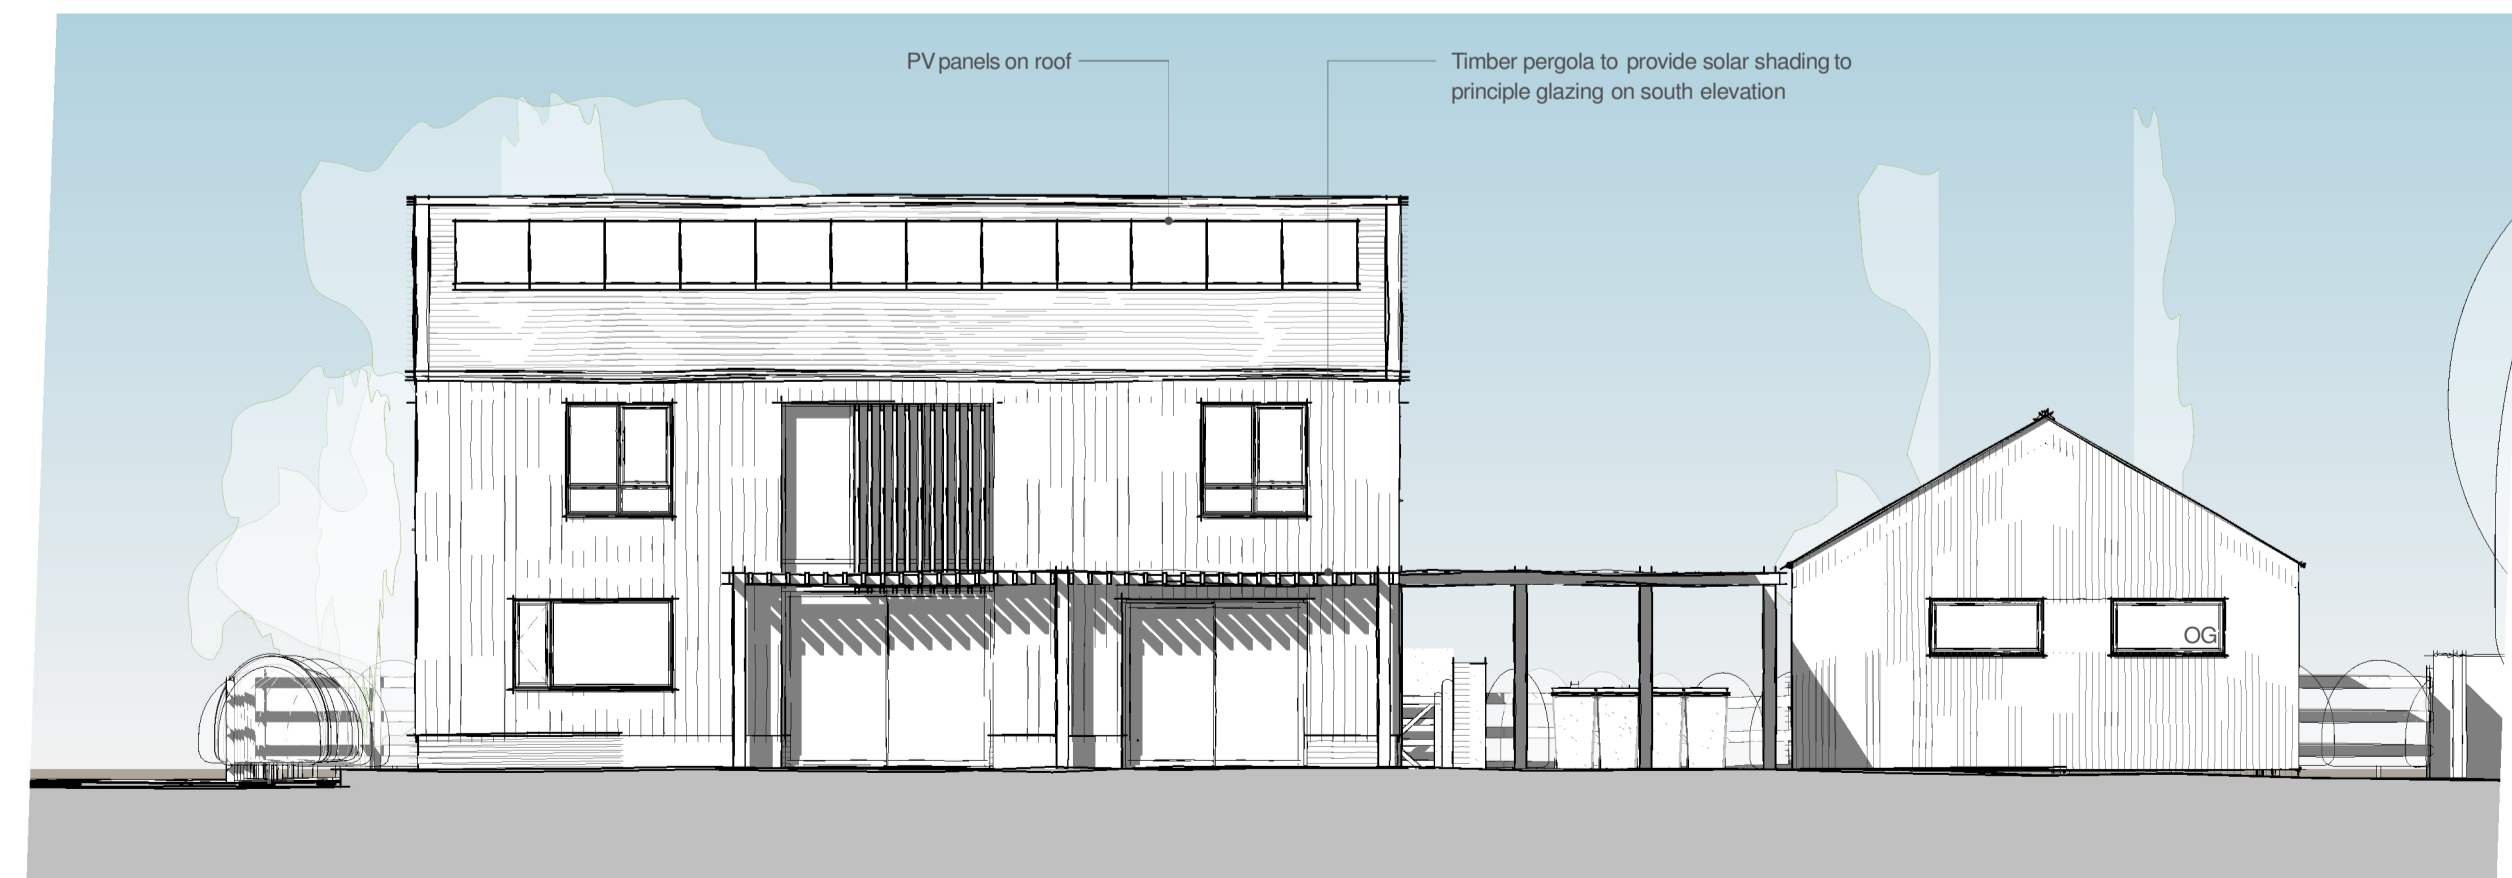 PV panels on roof
Timber pergola to provide solar shading to
principle glazing on south elevation
OG